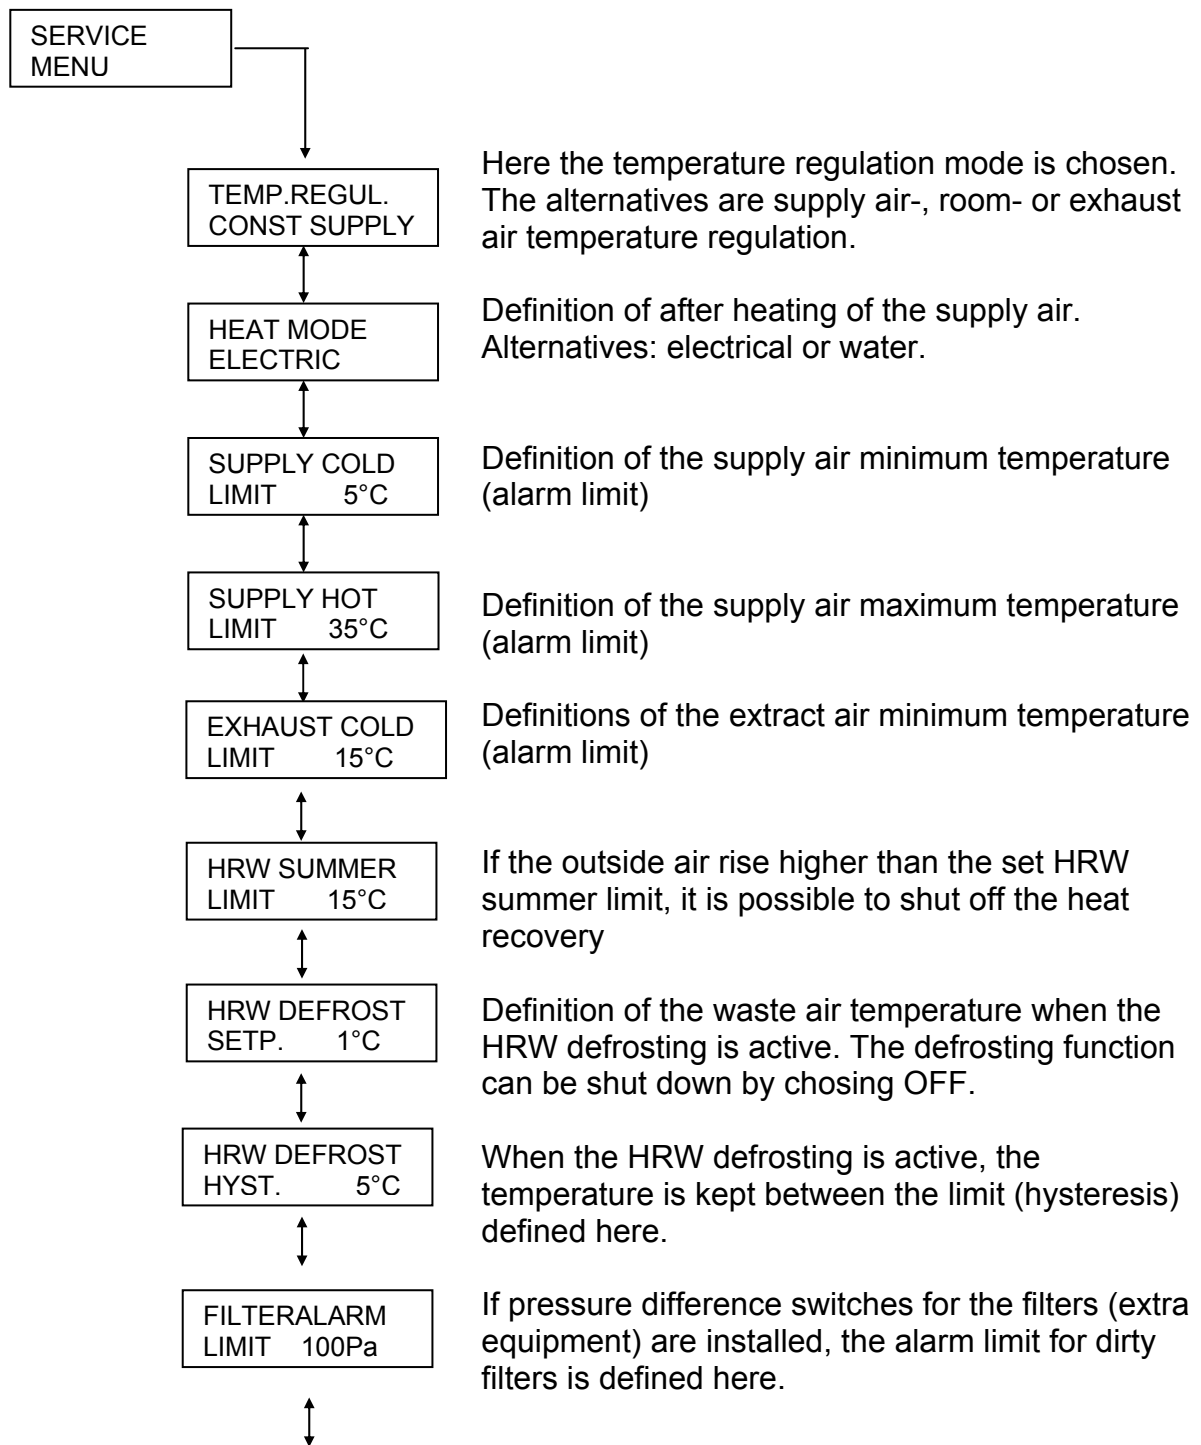 SERVICE
MENU
TEMP.REGUL.
CONST SUPPLY
Here the temperature regulation mode is chosen.
The alternatives are supply air-, room- or exhaust
air temperature regulation.
HEAT MODE
ELECTRIC
Definition of after heating of the supply air.
Alternatives: electrical or water.
SUPPLY COLD
LIMIT 5°C
Definition of the supply air minimum temperature
(alarm limit)
SUPPLY HOT
LIMIT 35°C
Definition of the supply air maximum temperature
(alarm limit)
EXHAUST COLD
LIMIT 15°C
Definitions of the extract air minimum temperature
(alarm limit)
HRW SUMMER
LIMIT 15°C
If the outside air rise higher than the set HRW
summer limit, it is possible to shut off the heat
recovery
HRW DEFROST
SETP. 1°C
Definition of the waste air temperature when the
HRW defrosting is active. The defrosting function
can be shut down by chosing OFF.
HRW DEFROST
HYST. 5°C
When the HRW defrosting is active, the
temperature is kept between the limit (hysteresis)
defined here.
FILTERALARM
LIMIT 100Pa
If pressure difference switches for the filters (extra
equipment) are installed, the alarm limit for dirty
filters is defined here.